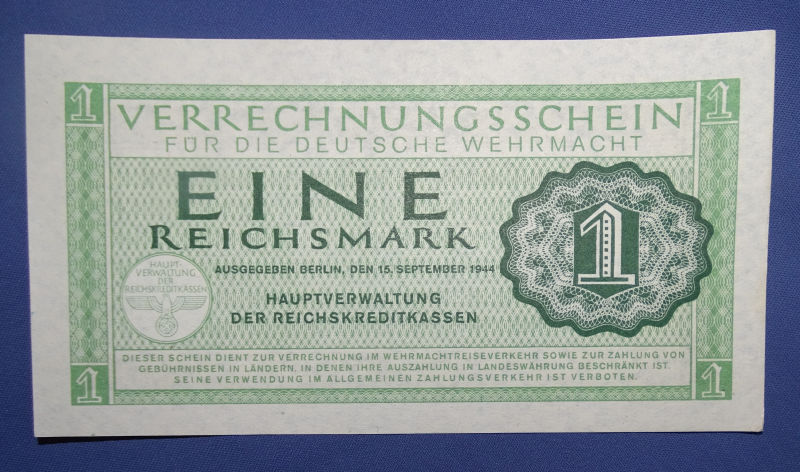 1 1
VERRECHNUNGSSCHEIN
FÜR DIE DEUTSCHE WEHRMACHT
EINE
REICHSMARK
AUSGEGEBEN BERLIN, DEN 15. SEPTEMBER 1944
HAUPTVERWALTUNG
DER REICHSKREDITKASSEN
HAUPT-
VERWALTUNG
DER
REICHSKREDITKASSEN
1
DIESER SCHEIN DIENT ZUR VERRECHNUNG IM WEHRMACHTREISEVERKEHR SOWIE ZUR ZAHLUNG VON
GEBÜHRNISSEN IN LÄNDERN, IN DENEN IHRE AUSZAHLUNG IN LANDESWÄHRUNG BESCHRÄNKT IST.
SEINE VERWENDUNG IM ALLGEMEINEN ZAHLUNGSVERKEHR IST VERBOTEN.
1 1